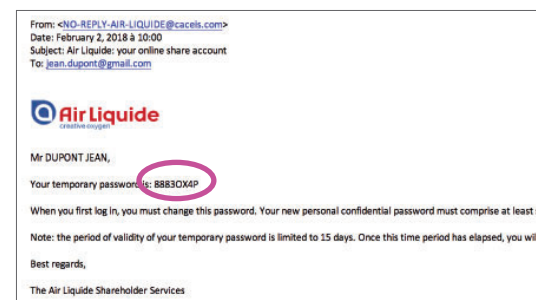 From: <NO-REPLY-AIR-LIQUIDE@caceis.com>
Date: February 2, 2018 à 10:00
Subject: Air Liquide: your online share account
To: jean.dupont@gmail.com
Air Liquide
creative oxygen
Mr DUPONT JEAN,
Your temporary password is: 8BB3OX4P
When you first log in, you must change this password. Your new personal confidential password must comprise at least
Note: the period of validity of your temporary password is limited to 15 days. Once this time period has elapsed, you wil
Best regards,
The Air Liquide Shareholder Services